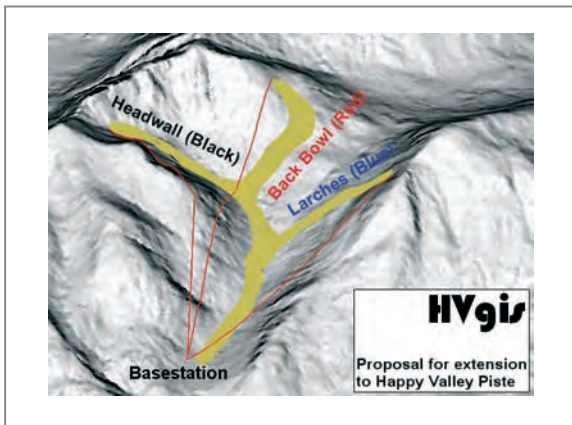 Headwall (Black)
Back Bowl (Red)
Larches (Blue)
Basestation
HVgis
Proposal for extension
to Happy Valley Piste